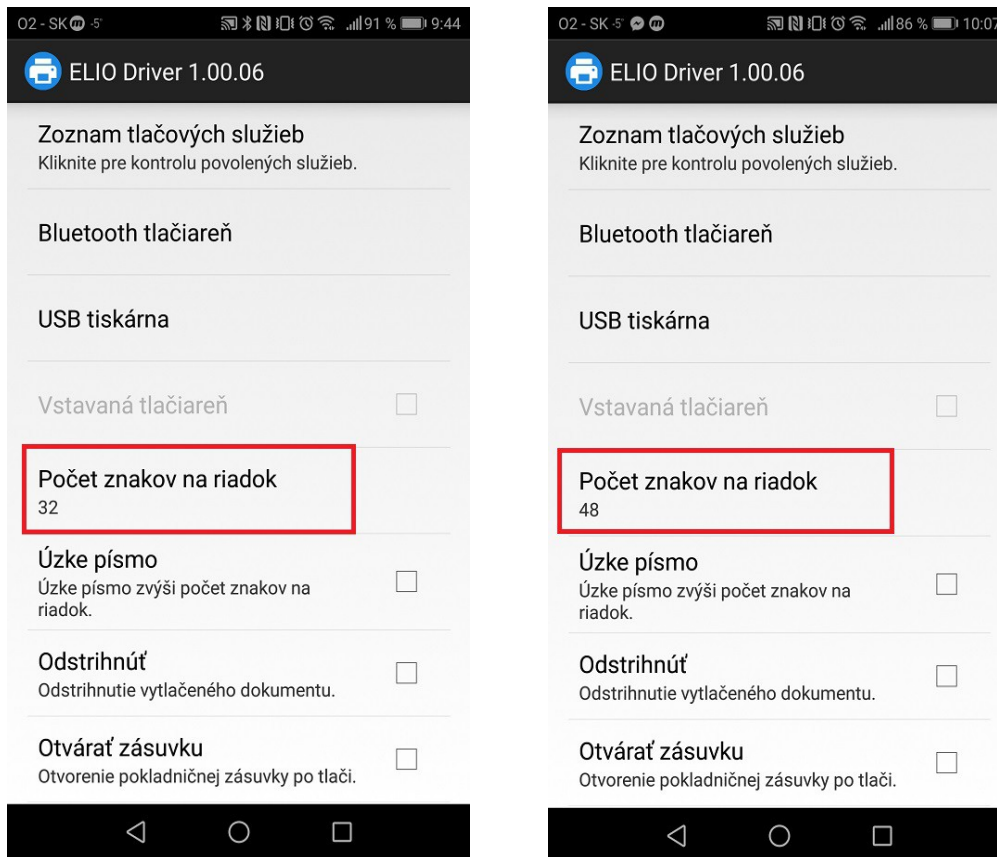 O2 - SK -5° 91 % 9:44
ELIO Driver 1.00.06
Zoznam tlačových služieb
Kliknite pre kontrolu povolených služieb.
Bluetooth tlačiareň
USB tiskárna
Vstavaná tlačiareň
Počet znakov na riadok
32
Úzke písmo
Úzke písmo zvýši počet znakov na
riadok.
Odstrihnúť
Odstrihnutie vytlačeného dokumentu.
Otvárať zásuvku
Otvorenie pokladničnej zásuvky po tlači.
O2 - SK -5° 86 % 10:07
ELIO Driver 1.00.06
Zoznam tlačových služieb
Kliknite pre kontrolu povolených služieb.
Bluetooth tlačiareň
USB tiskárna
Vstavaná tlačiareň
Počet znakov na riadok
48
Úzke písmo
Úzke písmo zvýši počet znakov na
riadok.
Odstrihnúť
Odstrihnutie vytlačeného dokumentu.
Otvárať zásuvku
Otvorenie pokladničnej zásuvky po tlači.